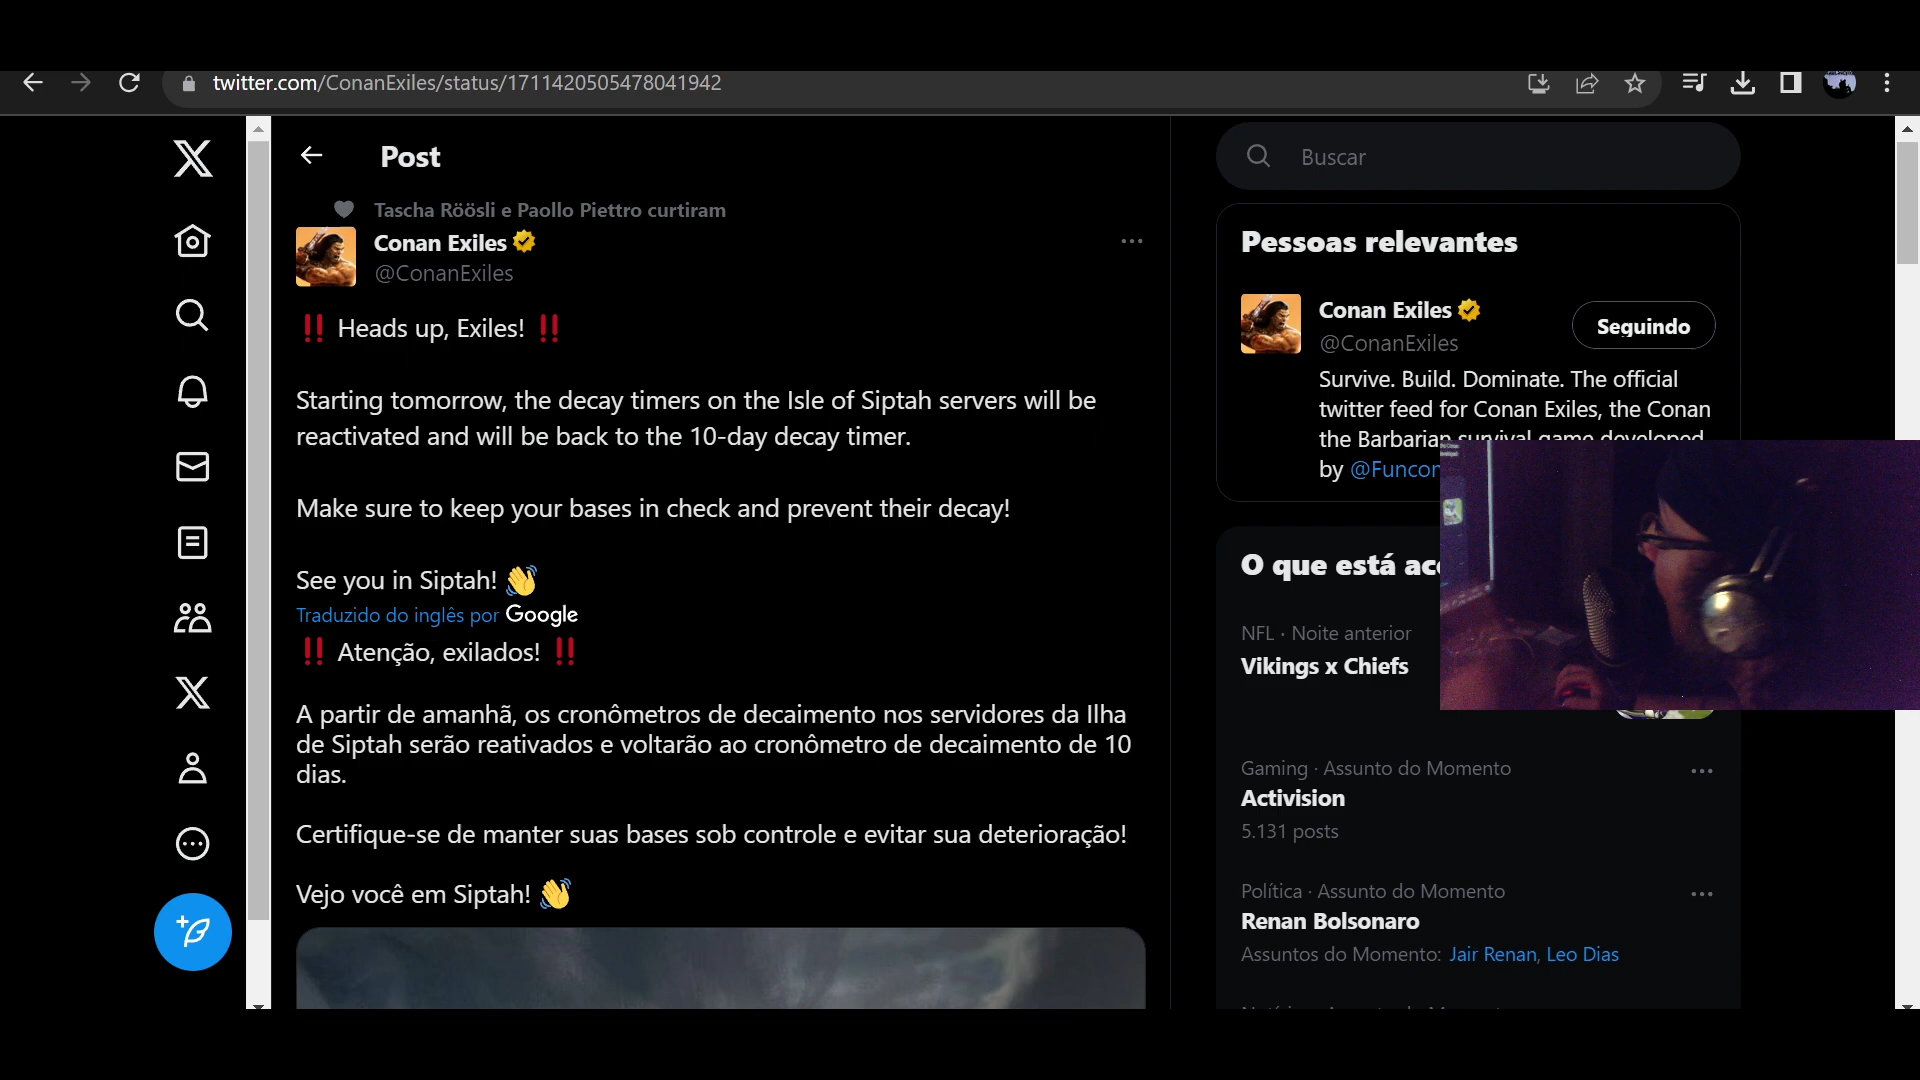 twitter.com/ConanExiles/status/1711420505478041942
Post
Tascha Röösli e Paollo Piettro curtiram
Conan Exiles
@ConanExiles
‼ Heads up, Exiles! ‼
Starting tomorrow, the decay timers on the Isle of Siptah servers will be
reactivated and will be back to the 10-day decay timer.
Make sure to keep your bases in check and prevent their decay!
See you in Siptah! 👋
Traduzido do inglês por Google
‼ Atenção, exilados! ‼
A partir de amanhã, os cronômetros de decaimento nos servidores da Ilha
de Siptah serão reativados e voltarão ao cronômetro de decaimento de 10
dias.
Certifique-se de manter suas bases sob controle e evitar sua deterioração!
Vejo você em Siptah! 👋
Buscar
Pessoas relevantes
Conan Exiles
Seguindo
@ConanExiles
Survive. Build. Dominate. The official
twitter feed for Conan Exiles, the Conan
the Barbarian survival game developed
by @Funcom
O que está
NFL · Noite anterior
Vikings x Chiefs
Gaming · Assunto do Momento
Activision
5.131 posts
Política · Assunto do Momento
Renan Bolsonaro
Assuntos do Momento: Jair Renan, Leo Dias